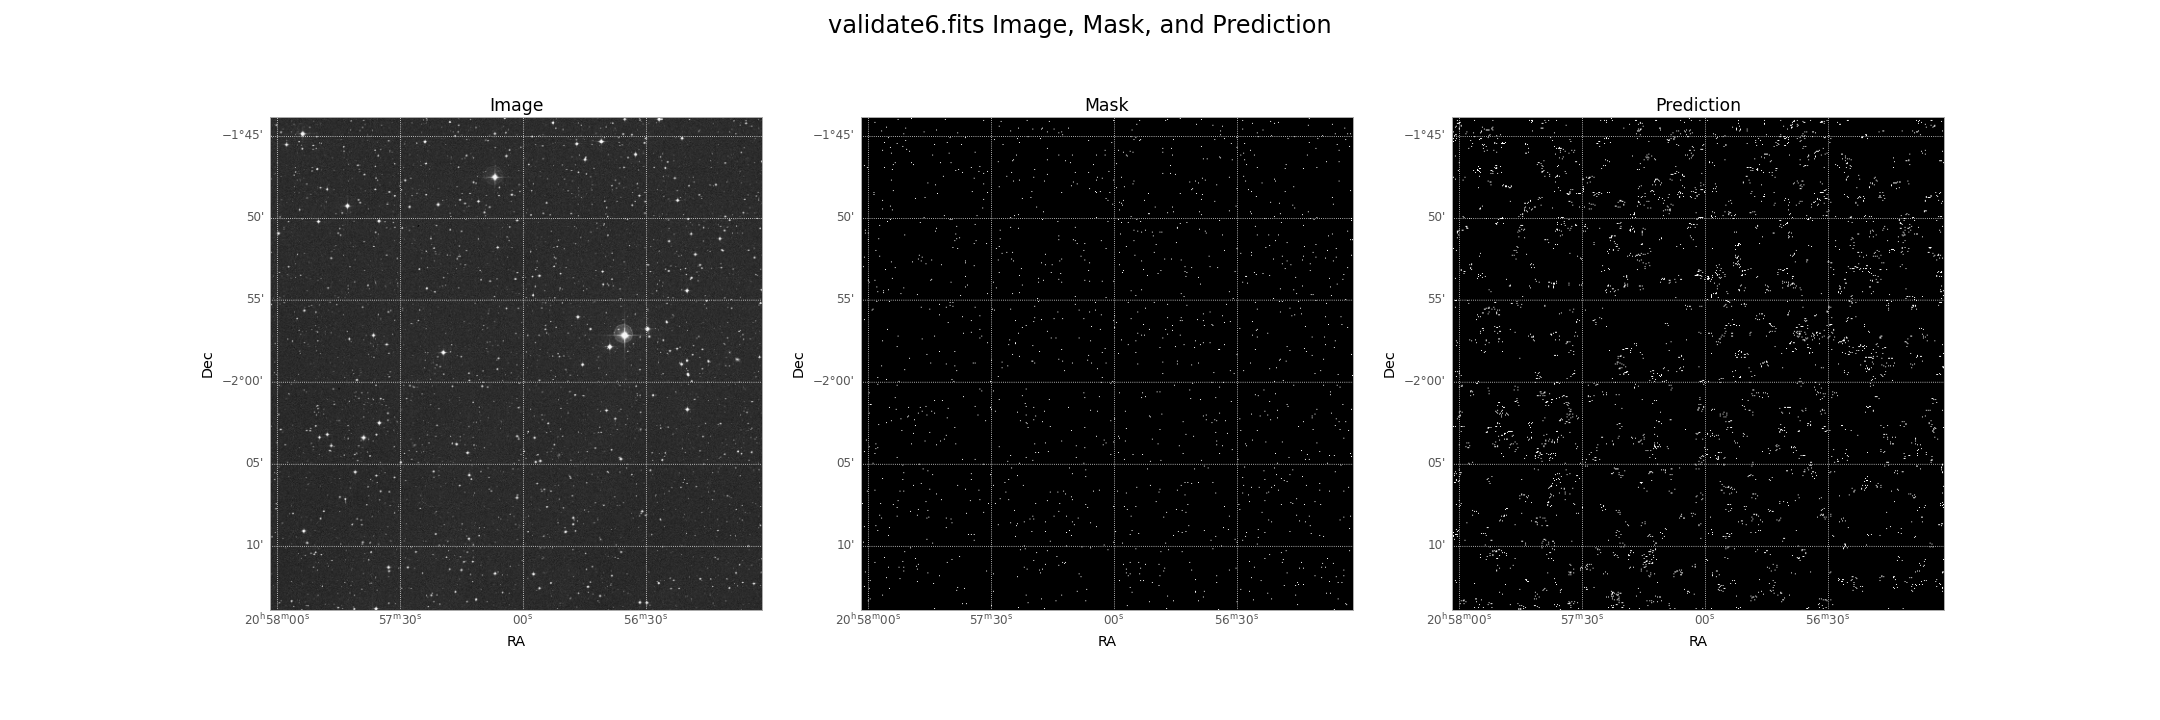 validate6.fits Image, Mask, and Prediction
Image
−1°45'
50'
55'
−2°00'
05'
10'
Dec
20ʰ58ᵐ00ˢ
57ᵐ30ˢ
00ˢ
56ᵐ30ˢ
RA
Mask
−1°45'
50'
55'
−2°00'
05'
10'
Dec
20ʰ58ᵐ00ˢ
57ᵐ30ˢ
00ˢ
56ᵐ30ˢ
RA
Prediction
−1°45'
50'
55'
−2°00'
05'
10'
Dec
20ʰ58ᵐ00ˢ
57ᵐ30ˢ
00ˢ
56ᵐ30ˢ
RA